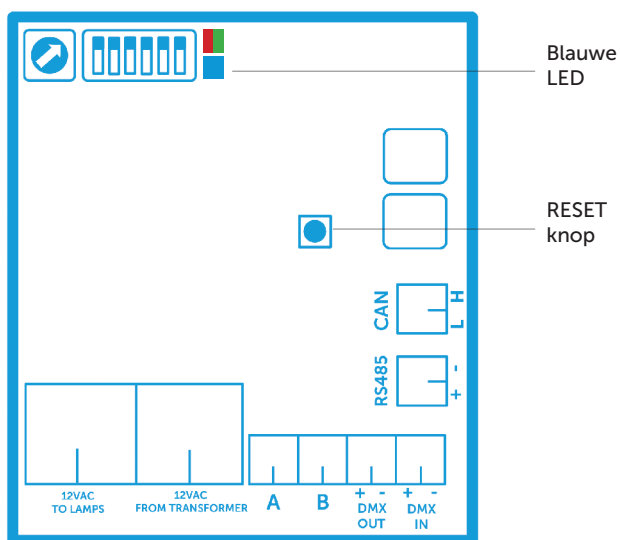 Blauwe
LED
RESET
knop
CAN
H
L
RS485
-
+
12VAC
TO LAMPS
12VAC
FROM TRANSFORMER
A
B
+ -
DMX
OUT
+ -
DMX
IN